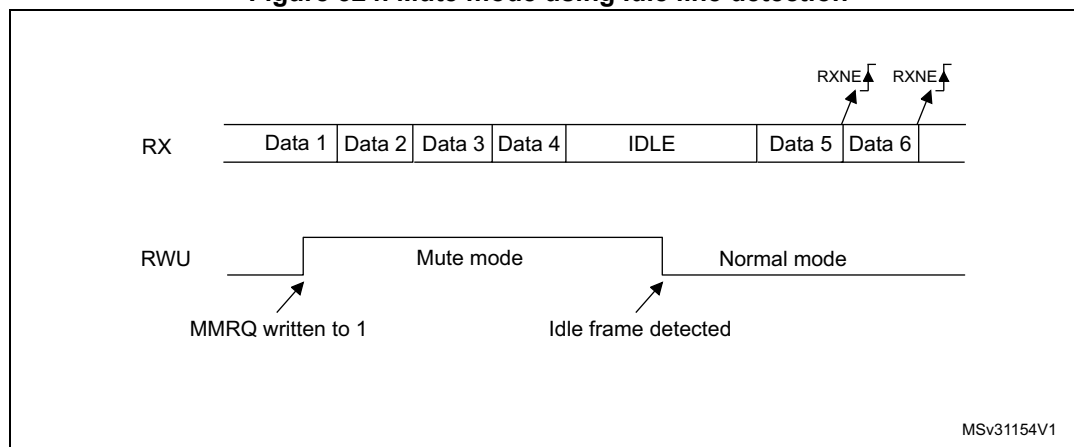 RXNE RXNE
RX Data 1 Data 2 Data 3 Data 4 IDLE Data 5 Data 6
RWU Mute mode Normal mode
MMRQ written to 1 Idle frame detected
MSv31154V1